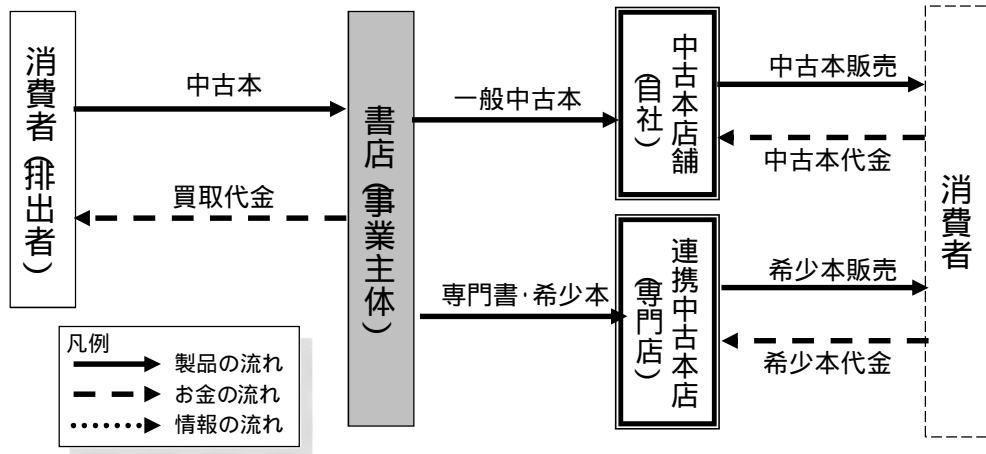 消費者(排出者)
中古本
買取代金
書店(事業主体)
一般中古本
専門書・希少本
中古本店舗
(自社)
連携中古本店
(専門店)
中古本販売
中古本代金
希少本販売
希少本代金
消費者
凡例
製品の流れ
お金の流れ
情報の流れ